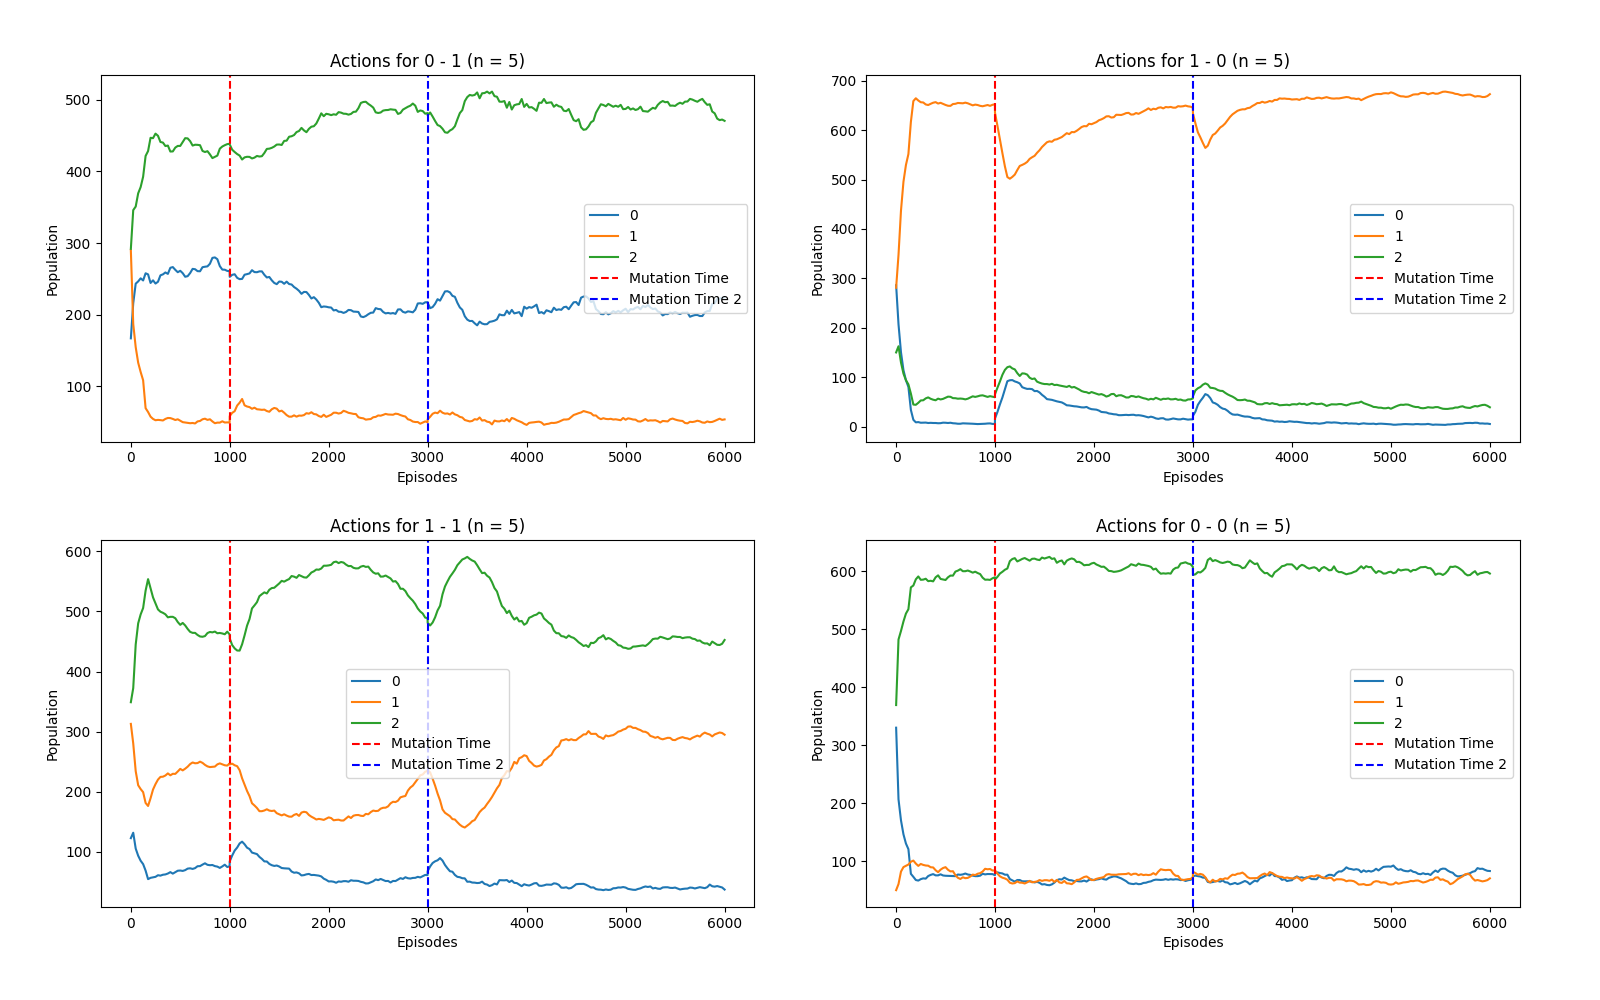 Actions for 0 - 1 (n = 5)
Population
500
400
300
200
100
0
1
2
Mutation Time
Mutation Time 2
0 1000 2000 3000 4000 5000 6000
Episodes
Actions for 1 - 0 (n = 5)
Population
700
600
500
400
300
200
100
0
0
1
2
Mutation Time
Mutation Time 2
0 1000 2000 3000 4000 5000 6000
Episodes
Actions for 1 - 1 (n = 5)
Population
600
500
400
300
200
100
0
1
2
Mutation Time
Mutation Time 2
0 1000 2000 3000 4000 5000 6000
Episodes
Actions for 0 - 0 (n = 5)
Population
600
500
400
300
200
100
0
1
2
Mutation Time
Mutation Time 2
0 1000 2000 3000 4000 5000 6000
Episodes